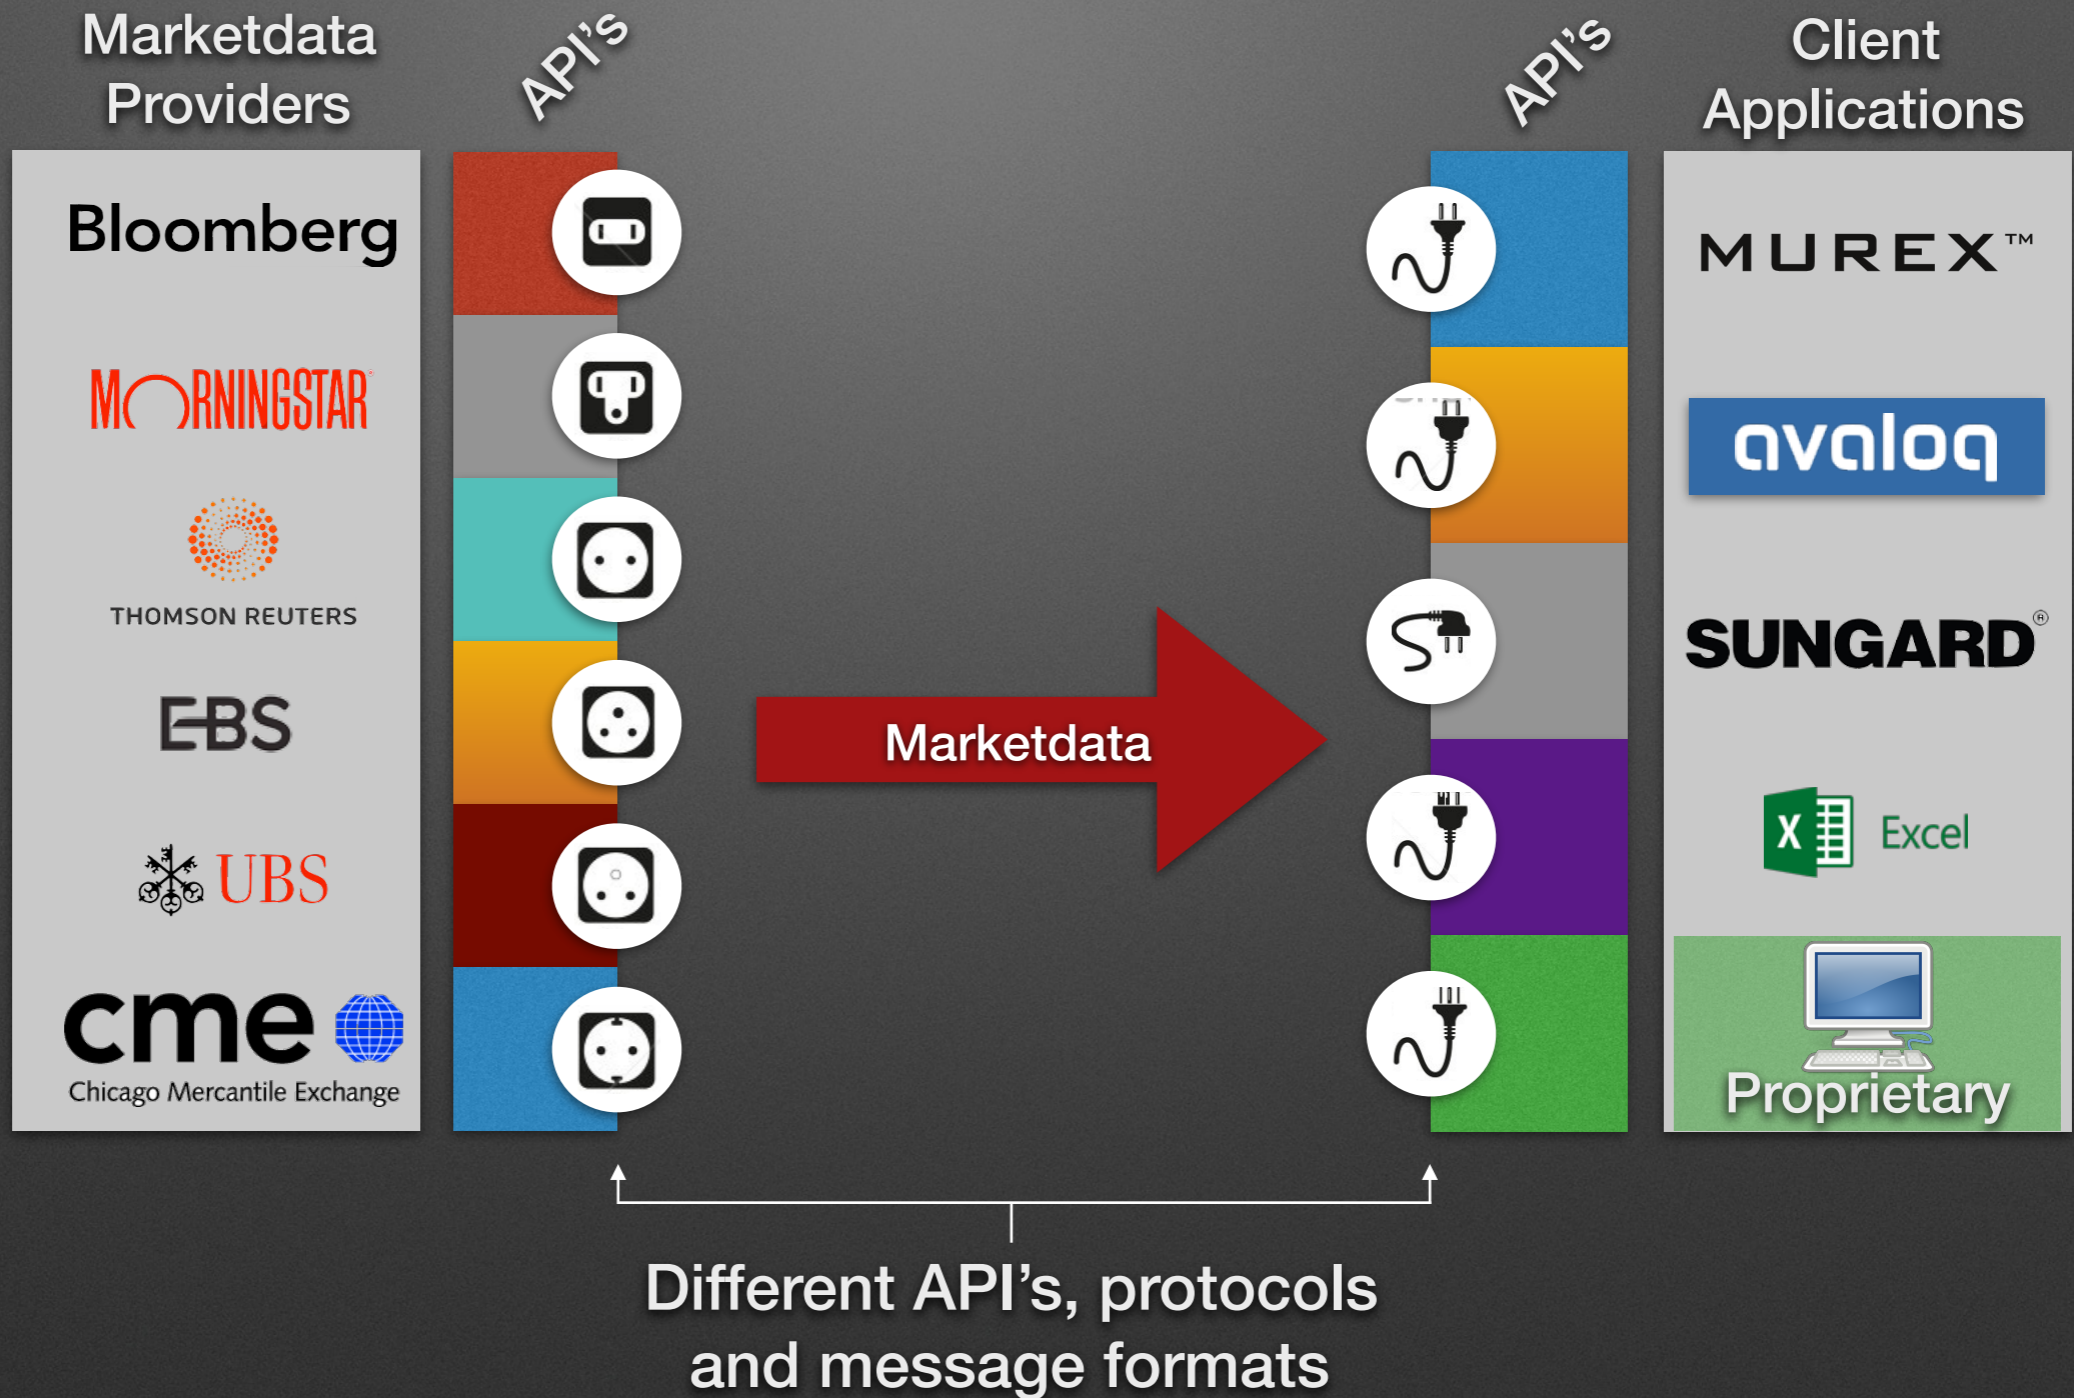 Marketdata
Providers
API's
API's
Client
Applications
Bloomberg
MORNINGSTAR®
THOMSON REUTERS
EBS
UBS
cme
Chicago Mercantile Exchange
Marketdata
MUREX™
avaloq
SUNGARD®
X
Excel
Proprietary
Different API's, protocols
and message formats